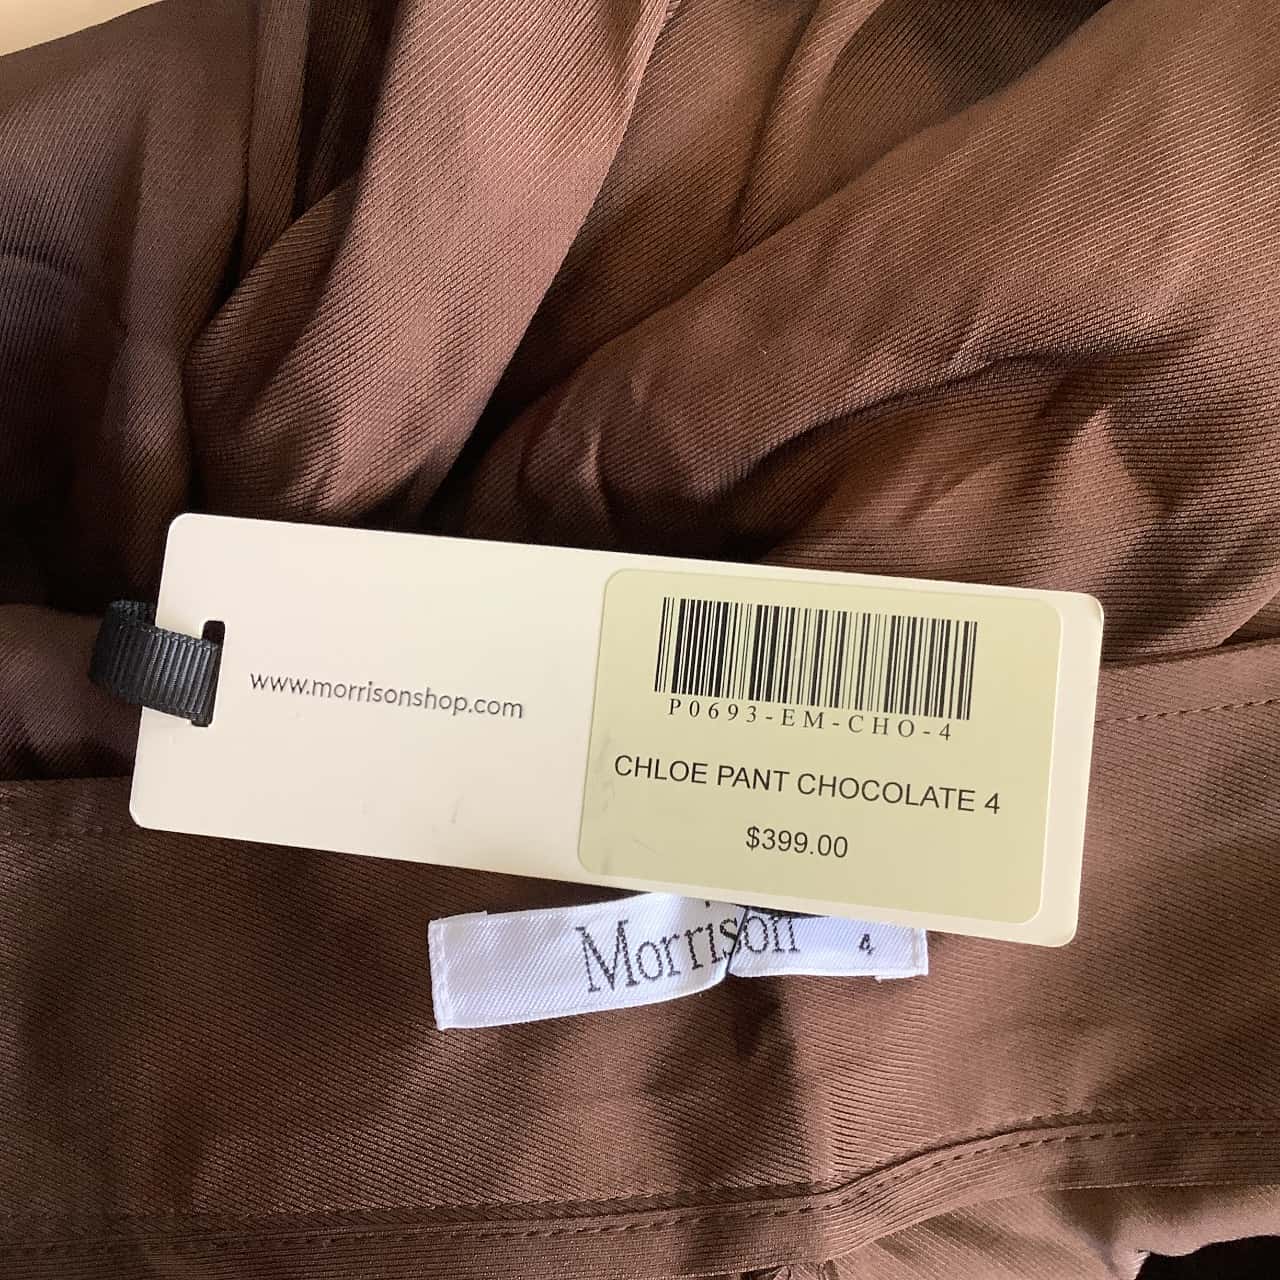 www.morrisonshop.com
P0693-EM-CHO-4
CHLOE PANT CHOCOLATE 4
$399.00
Morrison 4